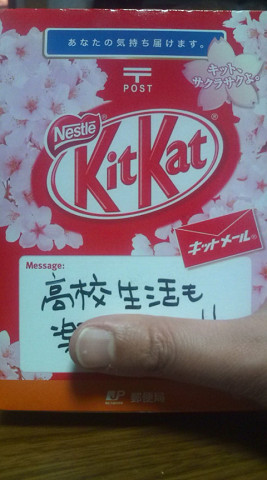 あなたの気持ち届けます。
〒
POST
キット、
サクラサクよ。
Nestlé®
KitKat®
キットメール®
Message:
高校生活も
楽
JP 郵便局